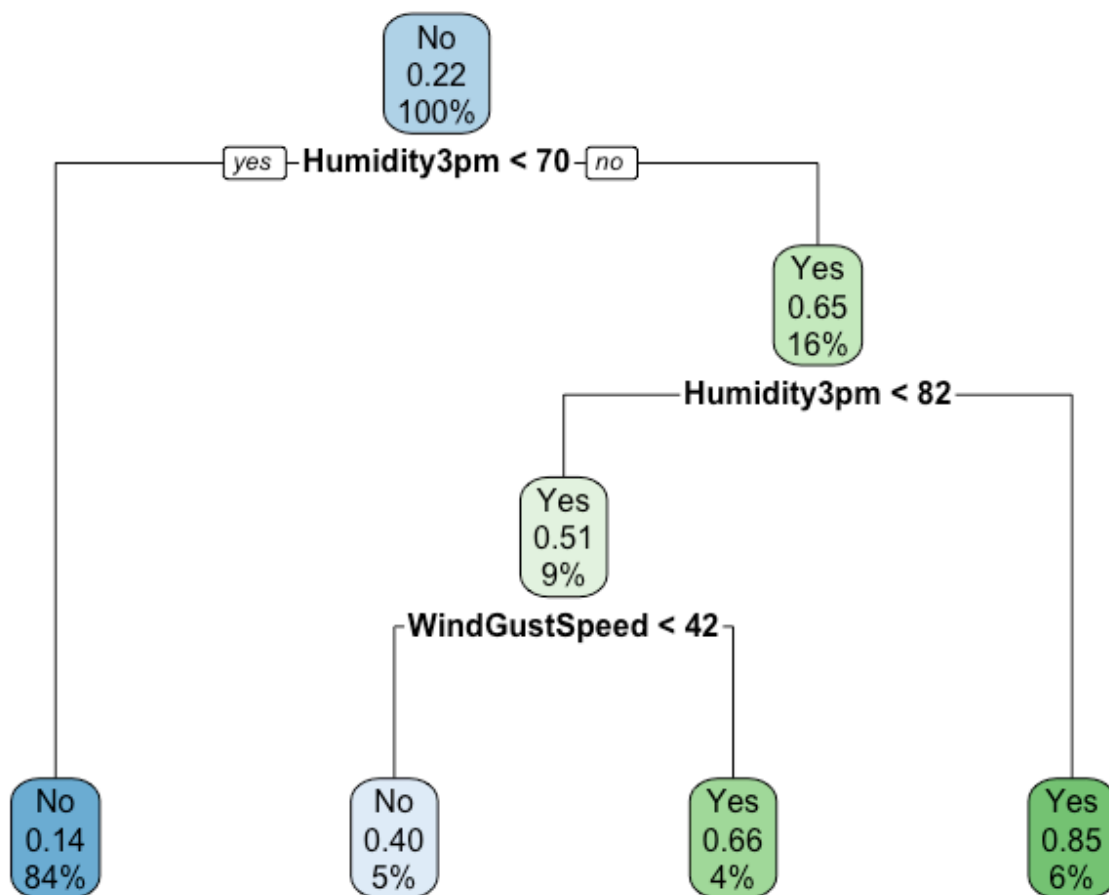 No
0.22
100%
yes Humidity3pm < 70 no
Yes
0.65
16%
Humidity3pm < 82
Yes
0.51
9%
WindGustSpeed < 42
No
0.14
84%
No
0.40
5%
Yes
0.66
4%
Yes
0.85
6%